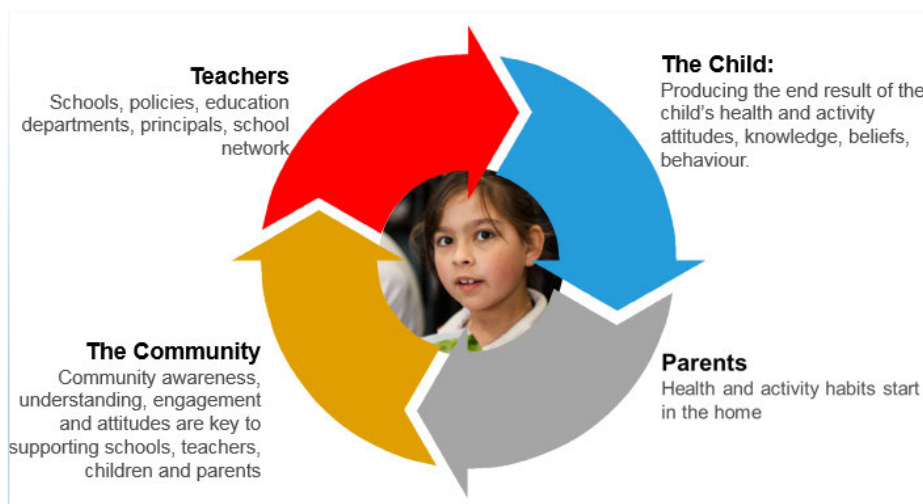 Teachers
Schools, policies, education
departments, principals, school
network
The Child:
Producing the end result of the
child's health and activity
attitudes, knowledge, beliefs,
behaviour.
The Community
Community awareness,
understanding, engagement
and attitudes are key to
supporting schools, teachers,
children and parents
Parents
Health and activity habits start
in the home